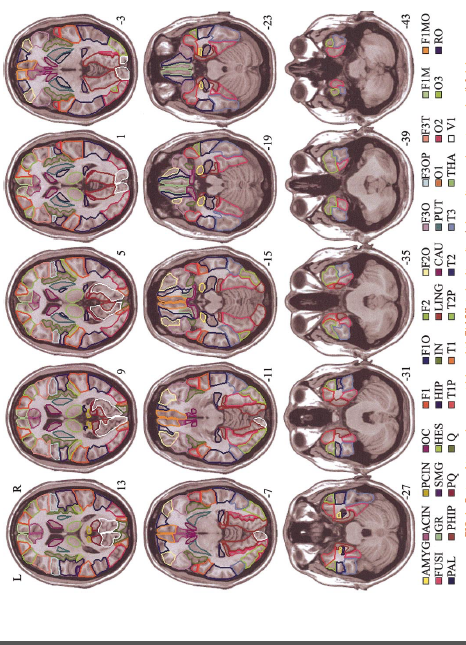 L R
13 9 5 1 -3
-7 -11 -15 -19 -23
-27 -31 -35 -39 -43
AMYG ACIN PCIN OC F1 F1O F2 F2O F3O F3OP F3T F1M F1MO
FUSI GR SMG HES HIP IN LING CAU PUT O1 O2 O3 RO
PAL PHIP PQ Q T1P T1 T2P T2 T3 THA V1